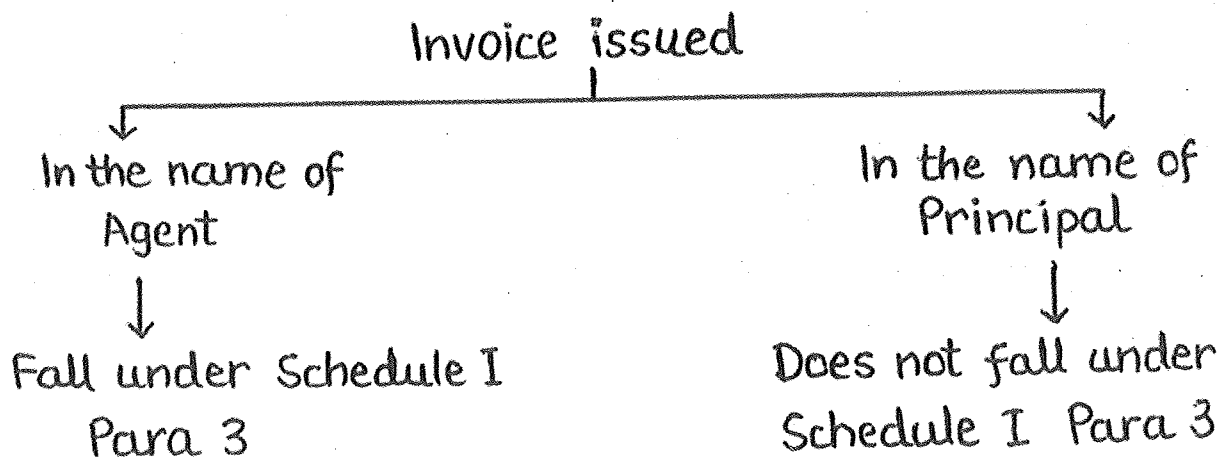 Invoice issued
In the name of
Agent
In the name of
Principal
Fall under Schedule I
Para 3
Does not fall under
Schedule I Para 3